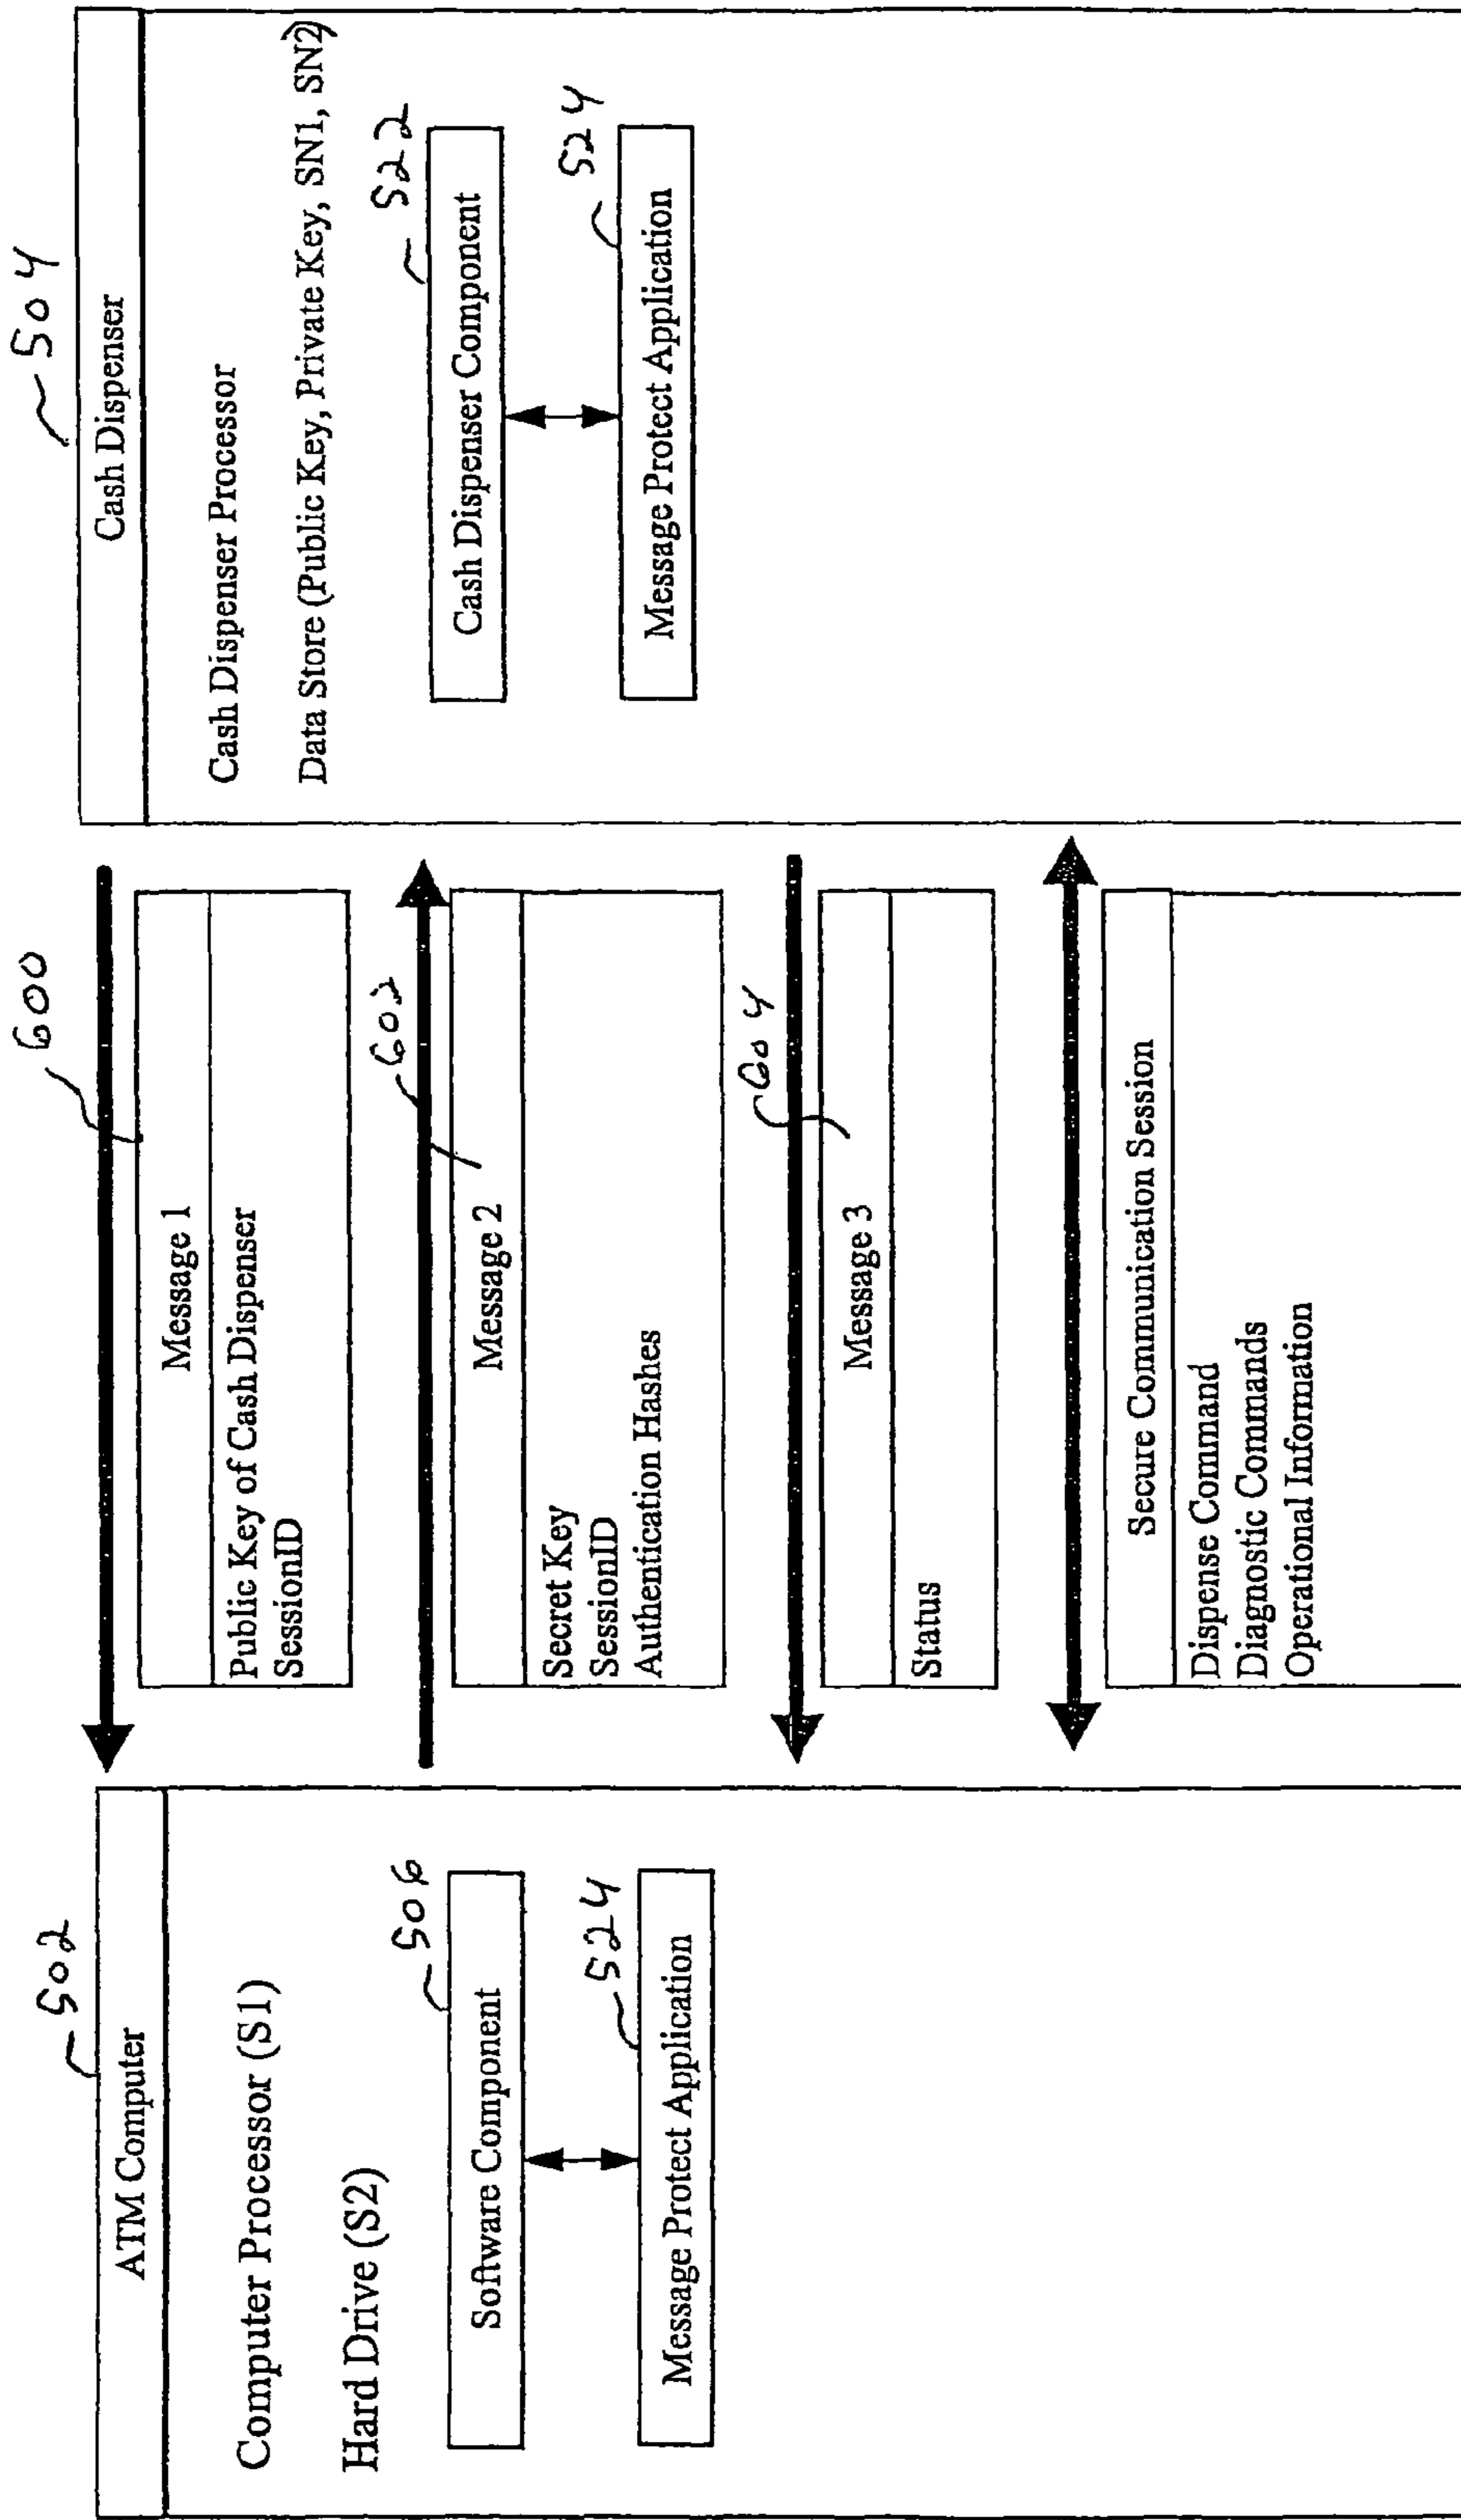 502
ATM Computer
Computer Processor (S1)
Hard Drive (S2)
506
Software Component
524
Message Protect Application
600
Message 1
Public Key of Cash Dispenser
SessionID
602
Message 2
Secret Key
SessionID
Authentication Hashes
604
Message 3
Status
Secure Communication Session
Dispense Command
Diagnostic Commands
Operational Information
504
Cash Dispenser
Cash Dispenser Processor
Data Store (Public Key, Private Key, SN1, SN2)
522
Cash Dispenser Component
524
Message Protect Application